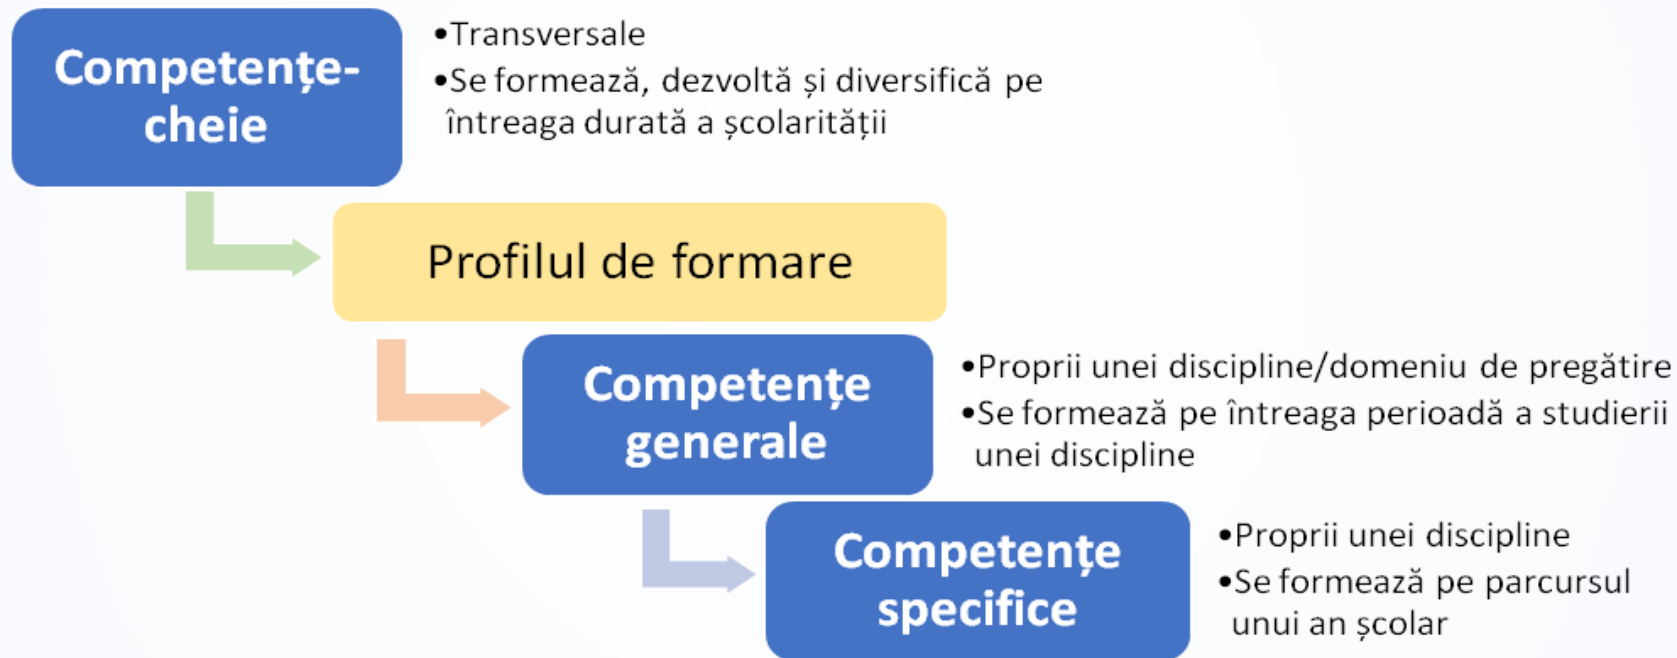 Competențe-
cheie
•Transversale
•Se formează, dezvoltă și diversifică pe
întreaga durată a școlarității
Profilul de formare
Competențe
generale
•Proprii unei discipline/domeniu de pregătire
•Se formează pe întreaga perioadă a studierii
unei discipline
Competențe
specifice
•Proprii unei discipline
•Se formează pe parcursul
unui an școlar